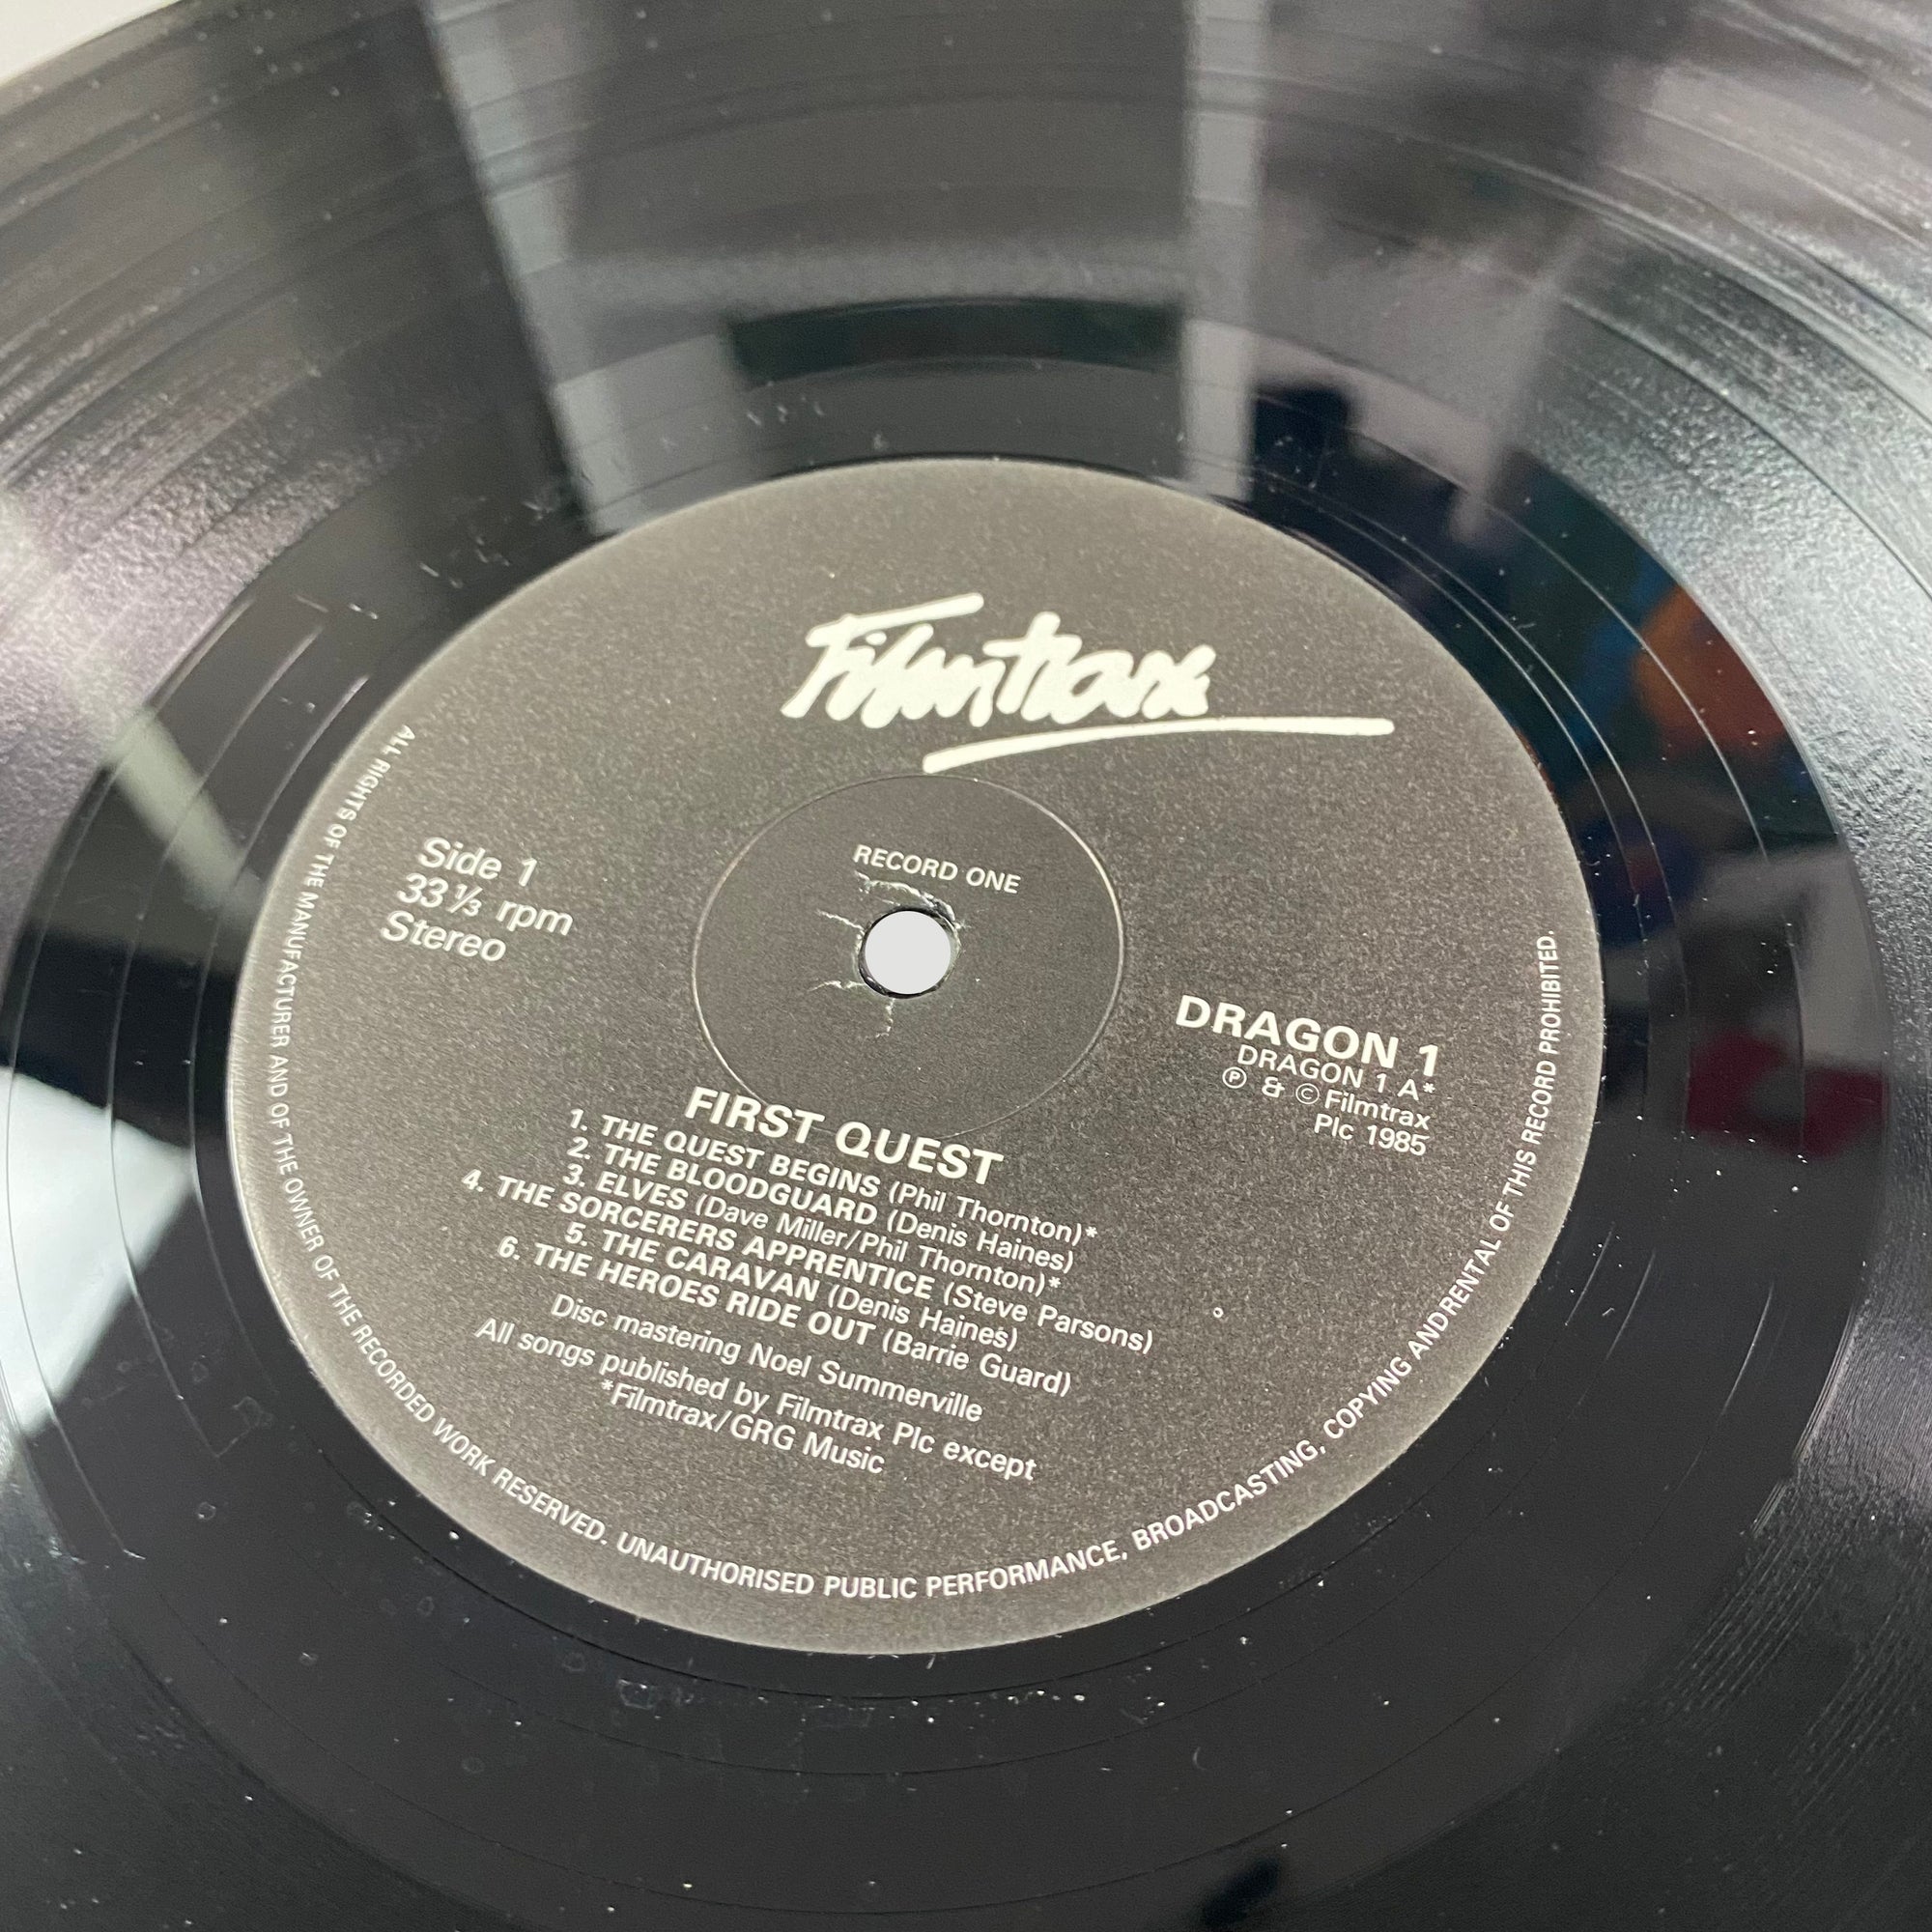 Filmtrax
RECORD ONE
Side 1
33⅓ rpm
Stereo
DRAGON 1
DRAGON 1 A*
Ⓟ & © Filmtrax
Plc 1985
FIRST QUEST
1. THE QUEST BEGINS (Phil Thornton)*
2. THE BLOODGUARD (Denis Haines)
3. ELVES (Dave Miller/Phil Thornton)*
4. THE SORCERERS APPRENTICE (Steve Parsons)
5. THE CARAVAN (Denis Haines)
6. THE HEROES RIDE OUT (Barrie Guard)
Disc mastering Noel Summerville
All songs published by Filmtrax Plc except
*Filmtrax/GRG Music
ALL RIGHTS OF THE MANUFACTURER AND OF THE OWNER OF THE RECORDED WORK RESERVED. UNAUTHORISED PUBLIC PERFORMANCE, BROADCASTING, COPYING AND RENTAL OF THIS RECORD PROHIBITED.